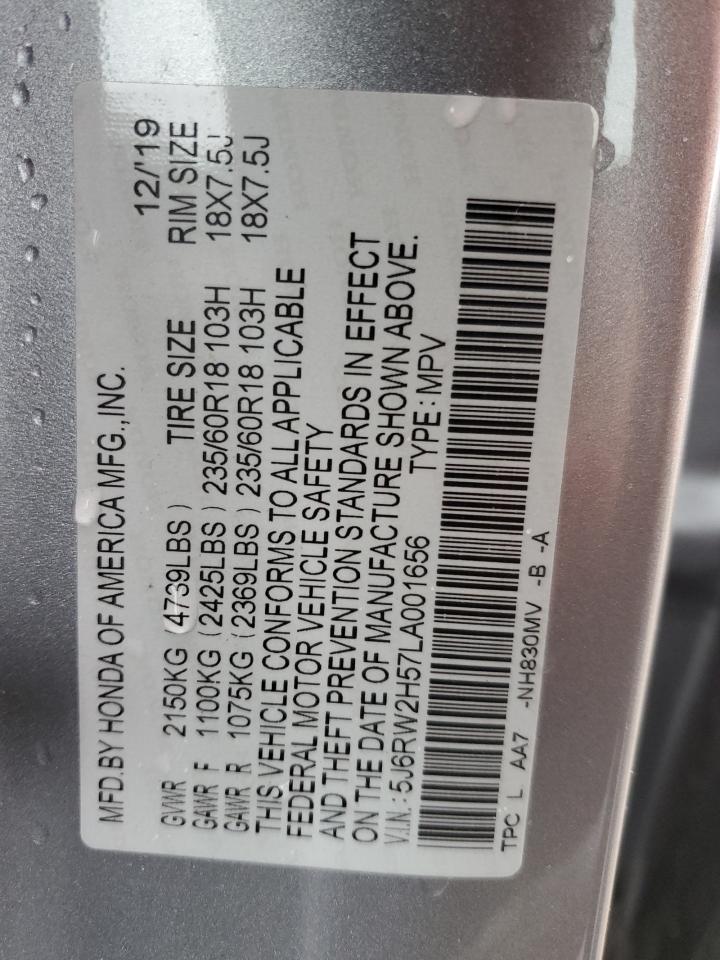 MFD.BY HONDA OF AMERICA MFG.,INC. 12/'19
GVWR 2150KG (4739LBS) TIRE SIZE RIM SIZE
GAWR F 1100KG (2425LBS) 235/60R18 103H 18X7.5J
GAWR R 1075KG (2369LBS) 235/60R18 103H 18X7.5J
THIS VEHICLE CONFORMS TO ALL APPLICABLE
FEDERAL MOTOR VEHICLE SAFETY
AND THEFT PREVENTION STANDARDS IN EFFECT
ON THE DATE OF MANUFACTURE SHOWN ABOVE.
V.I.N.: 5J6RW2H57LA001656 TYPE: MPV
TPC L AA7 -NH830MV -B -A